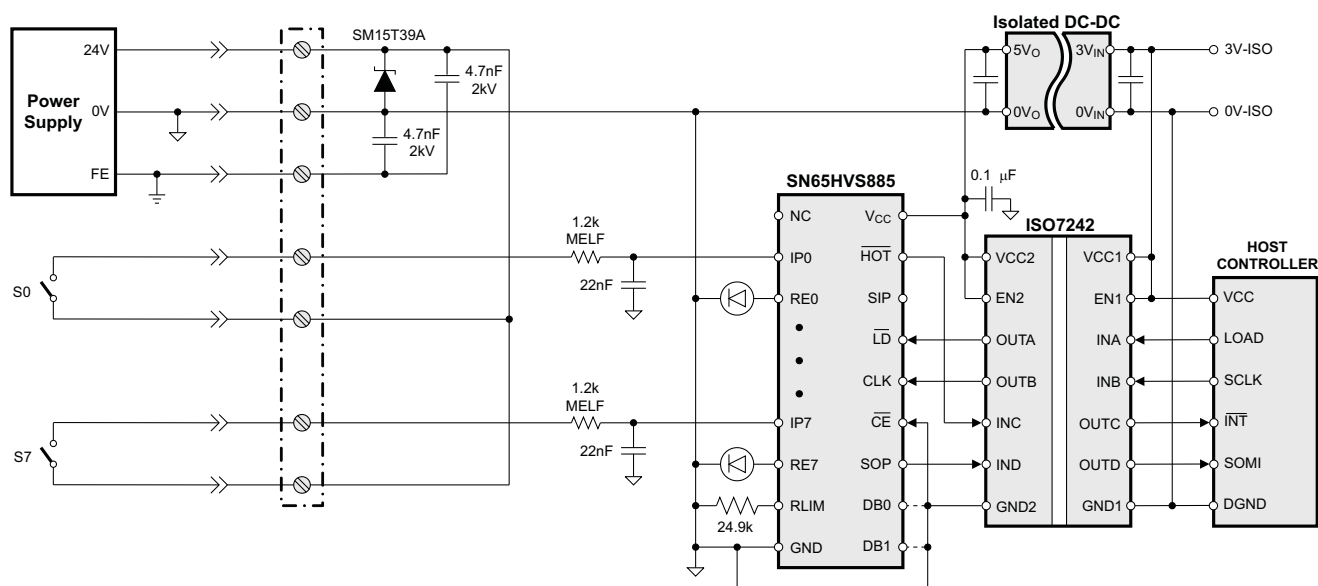 Isolated DC-DC
SM15T39A
24V
5VO
3VIN
3V-ISO
4.7nF
2kV
Power
Supply
0V
0VO
0VIN
0V-ISO
4.7nF
2kV
FE
SN65HVS885
0.1 μF
NC
VCC
ISO7242
1.2k
MELF
HOST
CONTROLLER
IP0
HOT
VCC2
VCC1
22nF
S0
RE0
SIP
EN2
EN1
VCC
LD
OUTA
INA
LOAD
CLK
OUTB
INB
SCLK
1.2k
MELF
IP7
CE
INC
OUTC
INT
22nF
S7
RE7
SOP
IND
OUTD
SOMI
RLIM
DB0
GND2
GND1
DGND
24.9k
GND
DB1